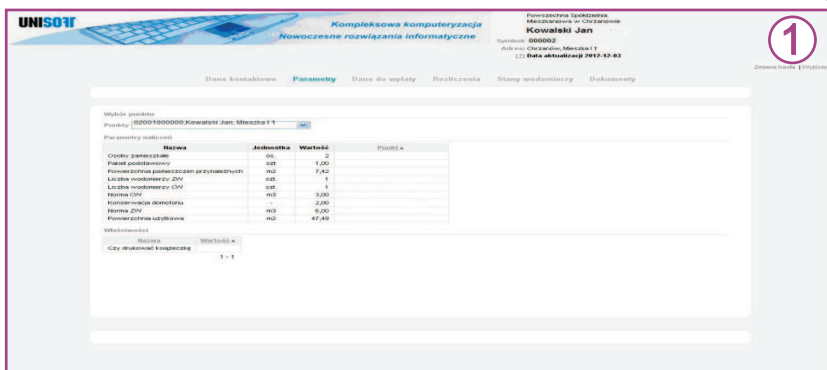 UNISOFT
Kompleksowa komputeryzacja
Nowoczesne rozwiązania informatyczne
Powszechna Spółdzielnia
Mieszkaniowa w Chrzanowie
Kowalski Jan
Symbol: 000002
Adres: Chrzanów, Mieszka I 1
(Z) Data aktualizacji 2012-12-03
1
Zmiana hasła | Wyloguj
Dane kontaktowe Parametry Dane do wpłaty Rozliczenia Stany wodomierzy Dokumenty
Wybór punktu
Punkty 02001000000,Kowalski Jan, Mieszka I 1
Parametry naliczeń
Nazwa Jednostka Wartość Punkt ▲
Osoby zamieszkałe os. 2
Pakiet podstawowy szt 1,00
Powierzchnia pomieszczeń przynależnych m2 7,42
Liczba wodomierzy ZW szt. 1
Liczba wodomierzy CW szt. 1
Norma CW m3 3,00
Konserwacja domofonu - 2,00
Norma ZW m3 6,00
Powierzchnia użytkowa m2 47,49
Właściwości
Nazwa Wartość ▲
Czy drukować książeczkę
1 - 1